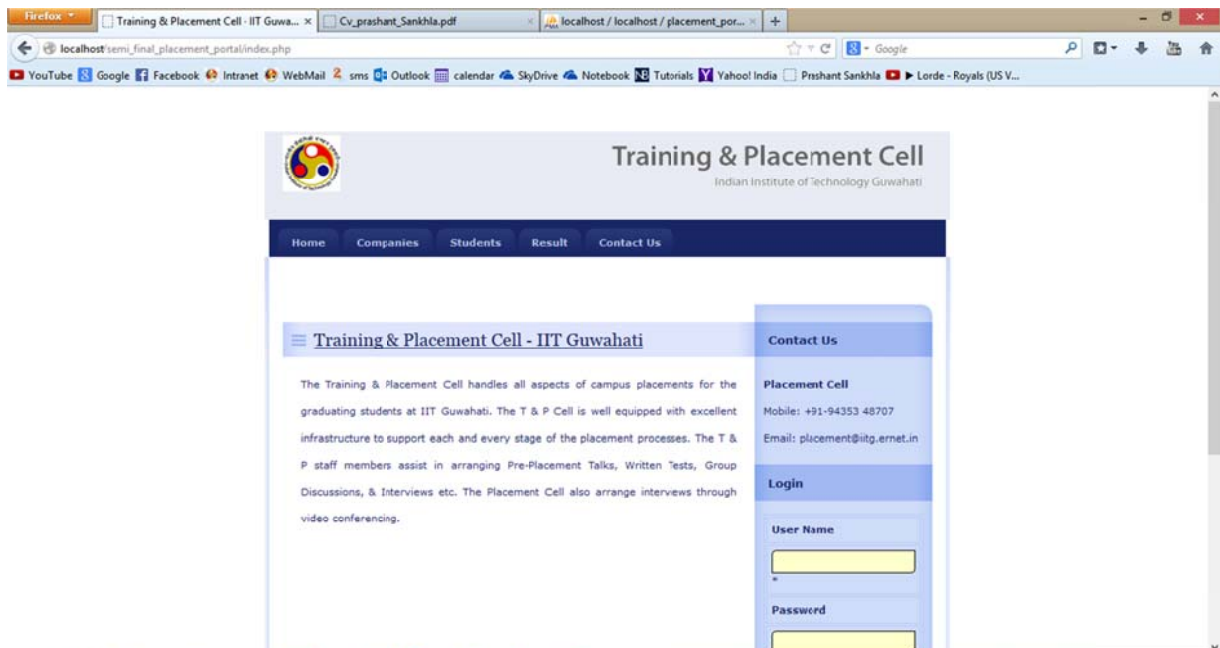 Firefox
Training & Placement Cell - IIT Guwa...
Cv_prashant_Sankhla.pdf
localhost / localhost / placement_por...
localhost/semi_final_placement_portal/index.php
Google
YouTube Google Facebook Intranet WebMail sms Outlook calendar SkyDrive Notebook Tutorials Yahoo! India Prishant Sankhla ▶ Lorde - Royals (US V...
Training & Placement Cell
Indian Institute of Technology Guwahati
Home Companies Students Result Contact Us
Training & Placement Cell - IIT Guwahati
The Training & Placement Cell handles all aspects of campus placements for the
graduating students at IIT Guwahati. The T & P Cell is well equipped with excellent
infrastructure to support each and every stage of the placement processes. The T &
P staff members assist in arranging Pre-Placement Talks, Written Tests, Group
Discussions, & Interviews etc. The Placement Cell also arrange interviews through
video conferencing.
Contact Us
Placement Cell
Mobile: +91-94353 48707
Email: placement@iitg.ernet.in
Login
User Name
*
Password